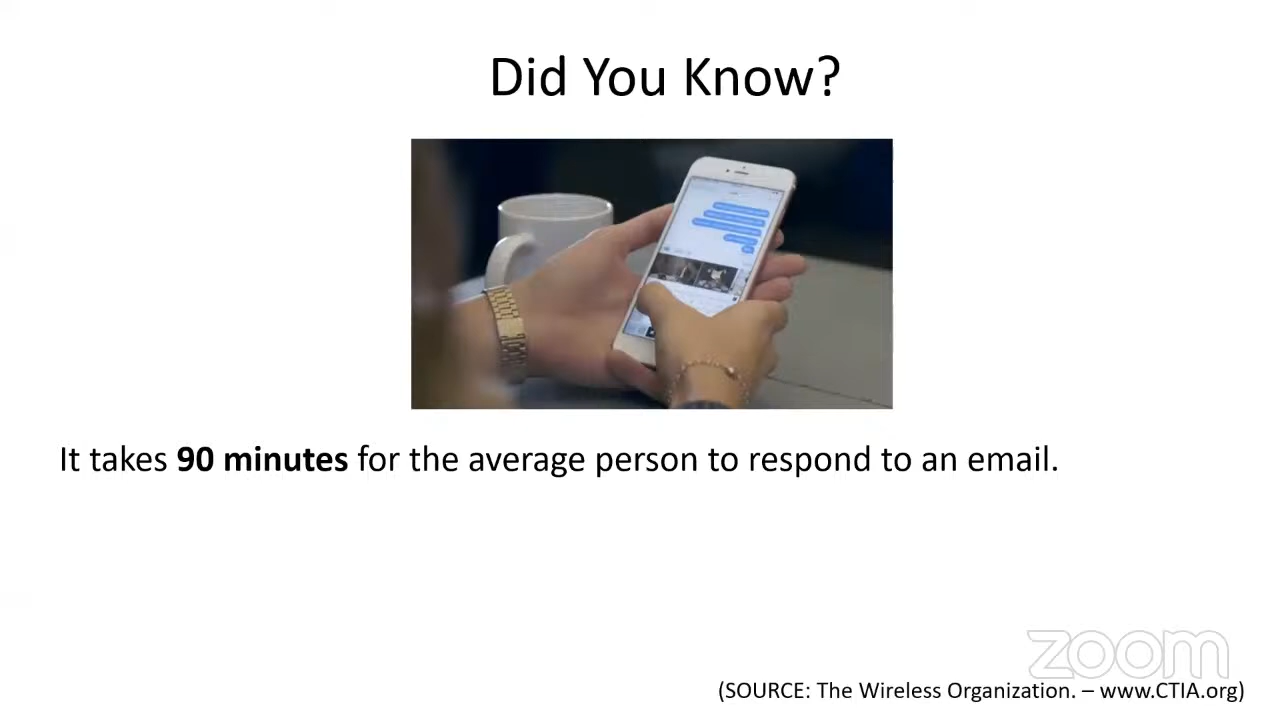 Did You Know?
It takes 90 minutes for the average person to respond to an email.
zoom
(SOURCE: The Wireless Organization. – www.CTIA.org)